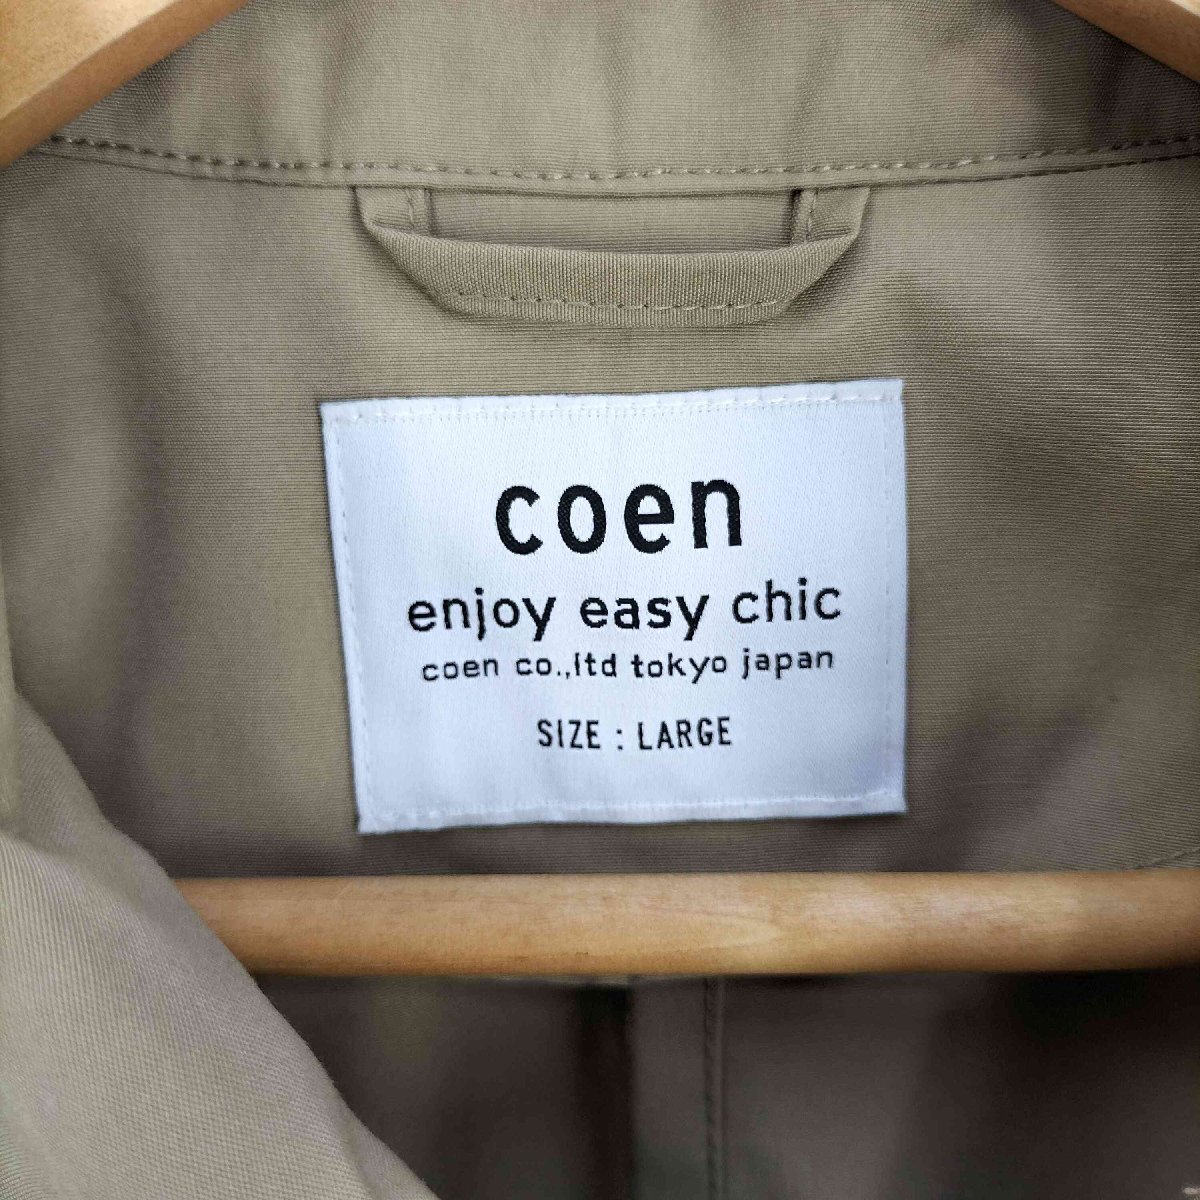 coen
enjoy easy chic
coen co.,ltd tokyo japan
SIZE : LARGE